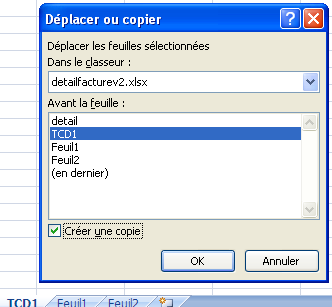 Déplacer ou copier
Déplacer les feuilles sélectionnées
Dans le classeur :
detailfacturev2.xlsx
Avant la feuille :
detail
TCD1
Feuil1
Feuil2
(en dernier)
Créer une copie
OK
Annuler
TCD1 Feuil1 Feuil2